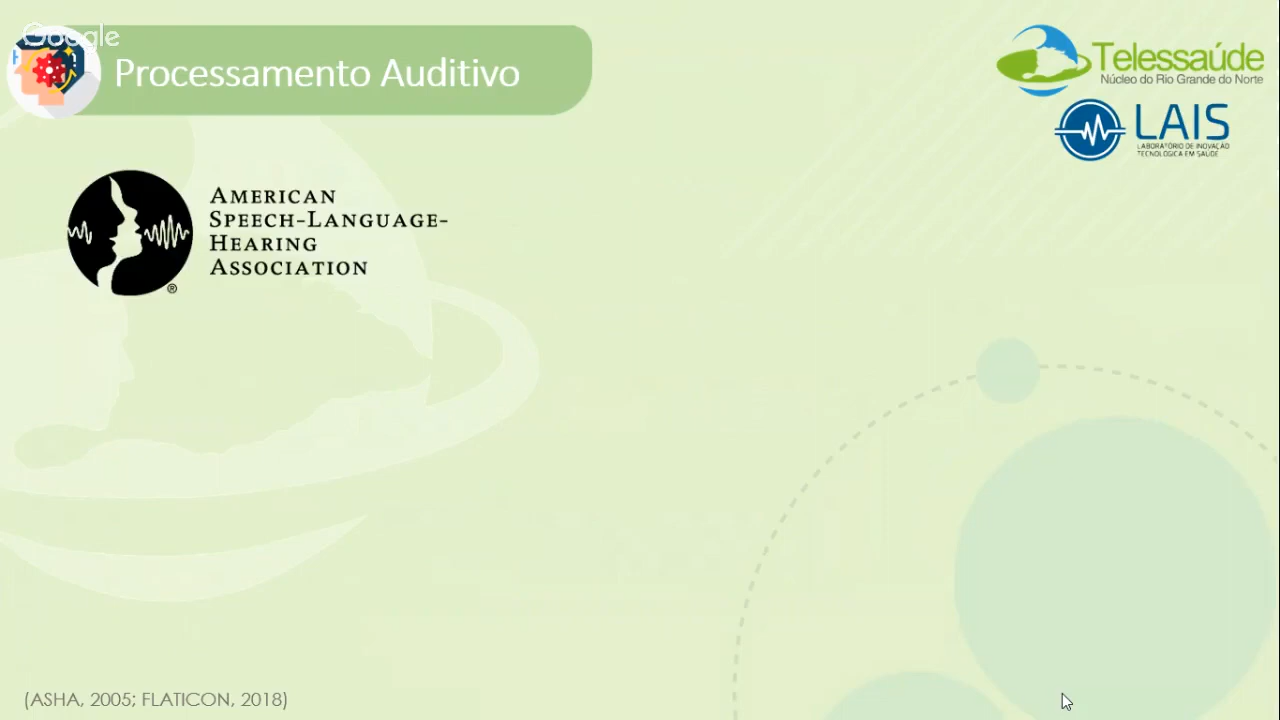 Google
Processamento Auditivo
Telessaúde
Núcleo do Rio Grande do Norte
LAIS
LABORATÓRIO DE INOVAÇÃO
TECNOLÓGICA EM SAÚDE
AMERICAN
SPEECH-LANGUAGE-
HEARING
ASSOCIATION
®
(ASHA, 2005; FLATICON, 2018)